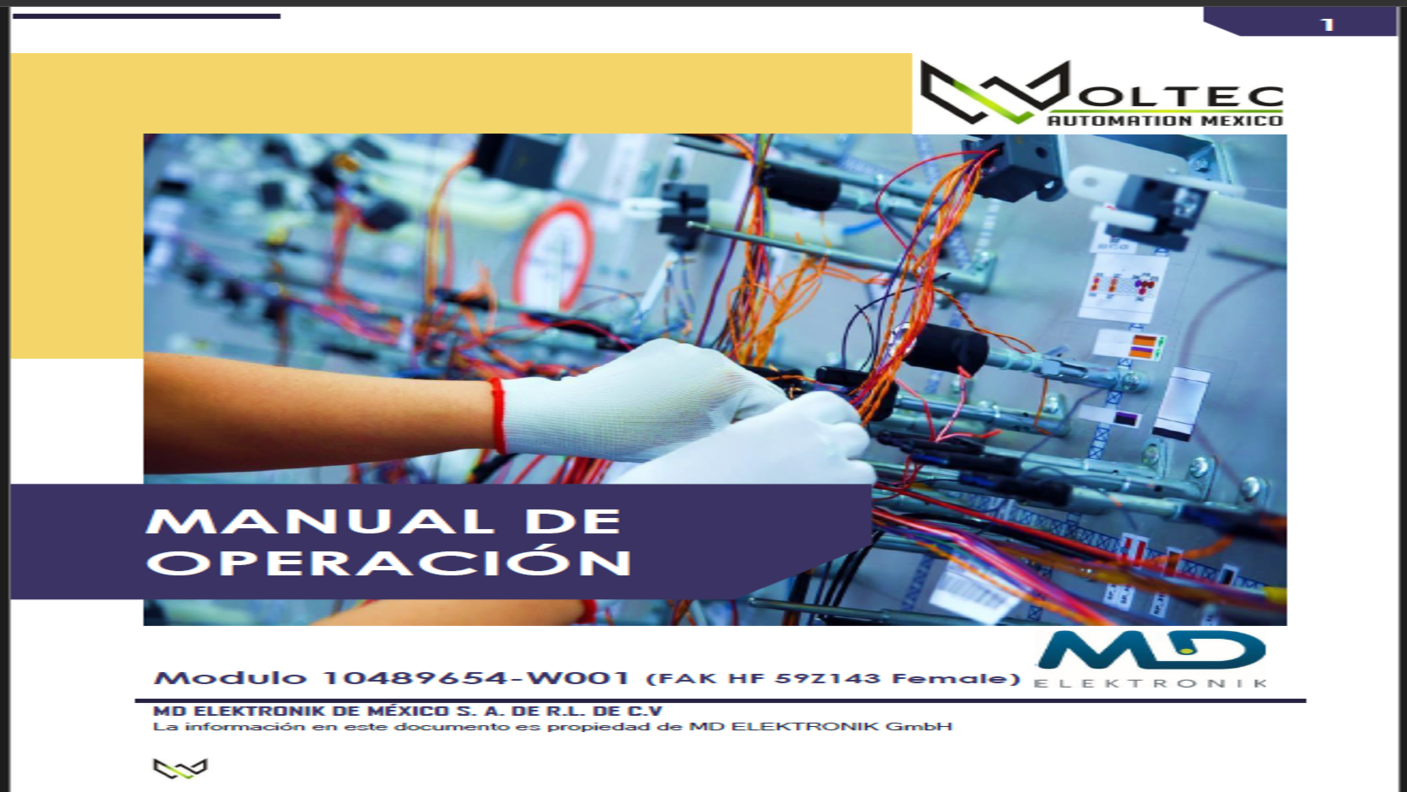 1
WOLTEC
AUTOMATION MEXICO
MANUAL DE
OPERACIÓN
Modulo 10489654-W001 (FAK HF 59Z143 Female)
MD
ELEKTRONIK
MD ELEKTRONIK DE MÉXICO S. A. DE R.L. DE C.V
La información en este documento es propiedad de MD ELEKTRONIK GmbH